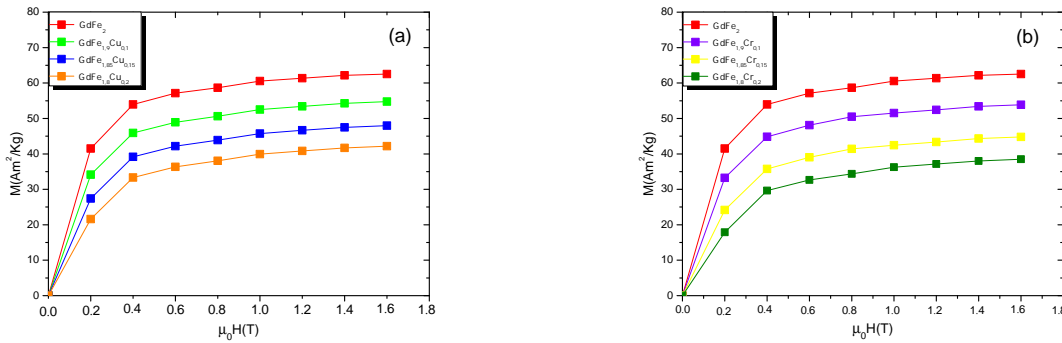 (a)
GdFe2
GdFe1,9Cu0,1
GdFe1,85Cu0,15
GdFe1,8Cu0,2
M(Am2/Kg)
80
70
60
50
40
30
20
10
0
0.0 0.2 0.4 0.6 0.8 1.0 1.2 1.4 1.6 1.8
μ0H(T)
(b)
GdFe2
GdFe1,9Cr0,1
GdFe1,85Cr0,15
GdFe1,8Cr0,2
M(Am2/Kg)
80
70
60
50
40
30
20
10
0
0.0 0.2 0.4 0.6 0.8 1.0 1.2 1.4 1.6 1.8
μ0H(T)